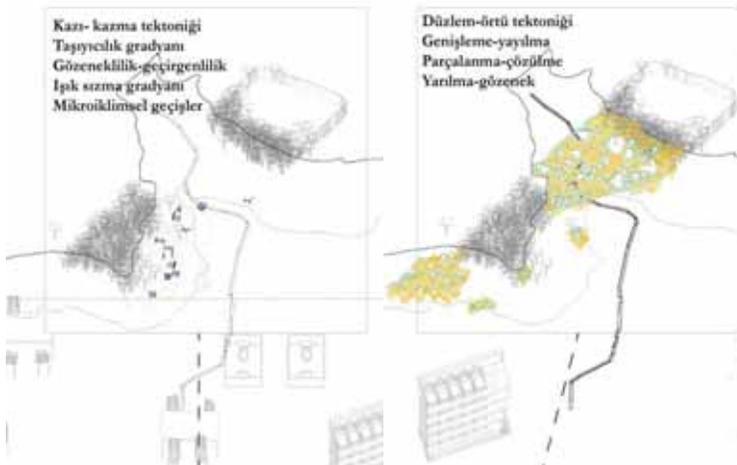 Kazı- kazma tektoniği
Taşıyıcılık gradyanı
Gözeneklilik-geçirgenlilik
Işık sızma gradyanı
Mikroiklimsel geçişler
Düzlem-örtü tektoniği
Genişleme-yayılma
Parçalanma-çözülme
Yarılma-gözenek